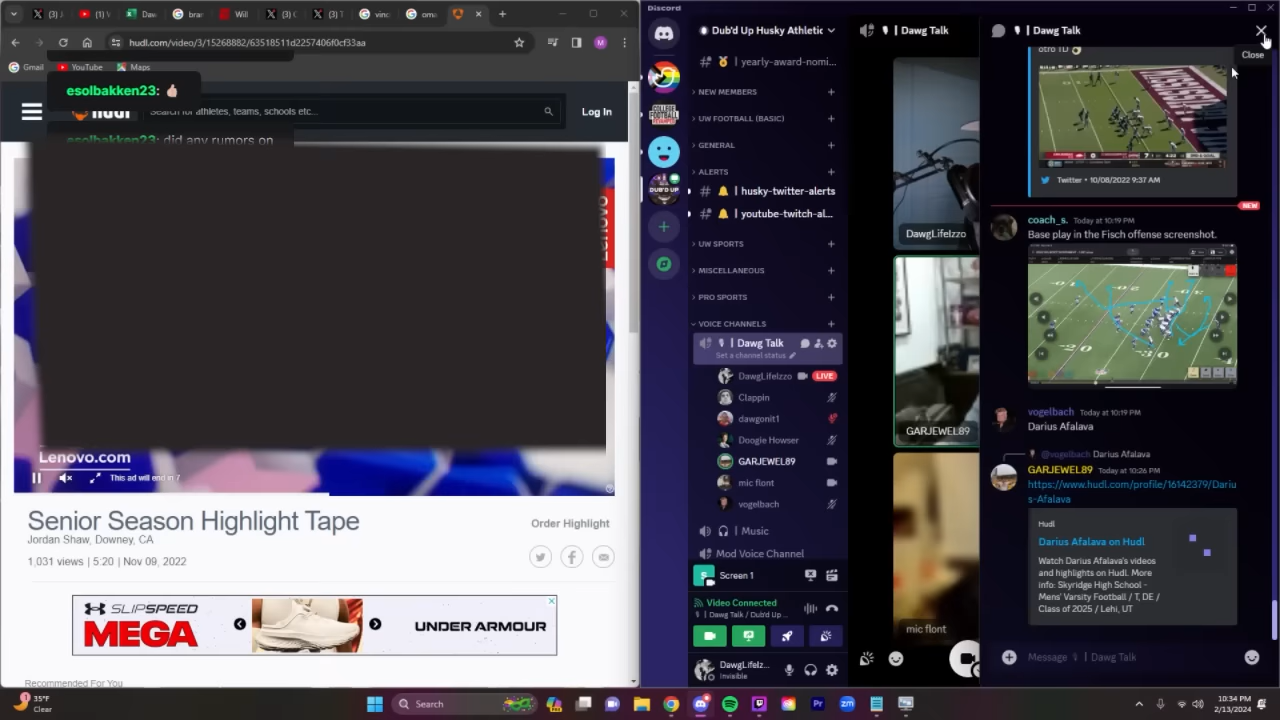 hudl.com/video/3/15268882/63518511d2257406f0cf33aa
Gmail
YouTube
Maps
esolbakken23: 👍🏻
hudl
Search for athletes, teams, schools etc...
Log In
esolbakken23: did any rumors on
LENOVO
Lenovo.com
This ad will end in 7
Senior Season Highlight Tape
Jordan Shaw, Downey, CA
Order Highlight
1,031 views | 5:20 | Nov 09, 2022
SLIPSPEED
MEGA
UNDER ARMOUR
Recommended For You
Discord
Dub'd Up Husky Athletic
yearly-award-nomi...
NEW MEMBERS
UW FOOTBALL (BASIC)
GENERAL
ALERTS
husky-twitter-alerts
youtube-twitch-al...
UW SPORTS
MISCELLANEOUS
PRO SPORTS
VOICE CHANNELS
Dawg Talk
Set a channel status
DawgLifeIzzo
LIVE
Clappin
dawgonit1
Doogie Howser
GARJEWEL89
mic flont
vogelbach
Music
Mod Voice Channel
Screen 1
Video Connected
Dawg Talk / Dub'd Up ...
DawgLifeIz...
Invisible
Dawg Talk
DawgLifeIzzo
GARJEWEL89
mic flont
Dawg Talk
Close
otro TD 👌
Twitter • 10/08/2022 9:37 AM
NEW
coach_s. Today at 10:19 PM
Base play in the Fisch offense screenshot.
vogelbach Today at 10:19 PM
Darius Afalava
@vogelbach Darius Afalava
GARJEWEL89 Today at 10:26 PM
https://www.hudl.com/profile/16142379/Dariu
s-Afalava
Hudl
Darius Afalava on Hudl
Watch Darius Afalava's videos
and highlights on Hudl. More
info: Skyridge High School -
Mens' Varsity Football / T, DE /
Class of 2025 / Lehi, UT
Message | Dawg Talk
35°F
Clear
Search
10:34 PM
2/13/2024